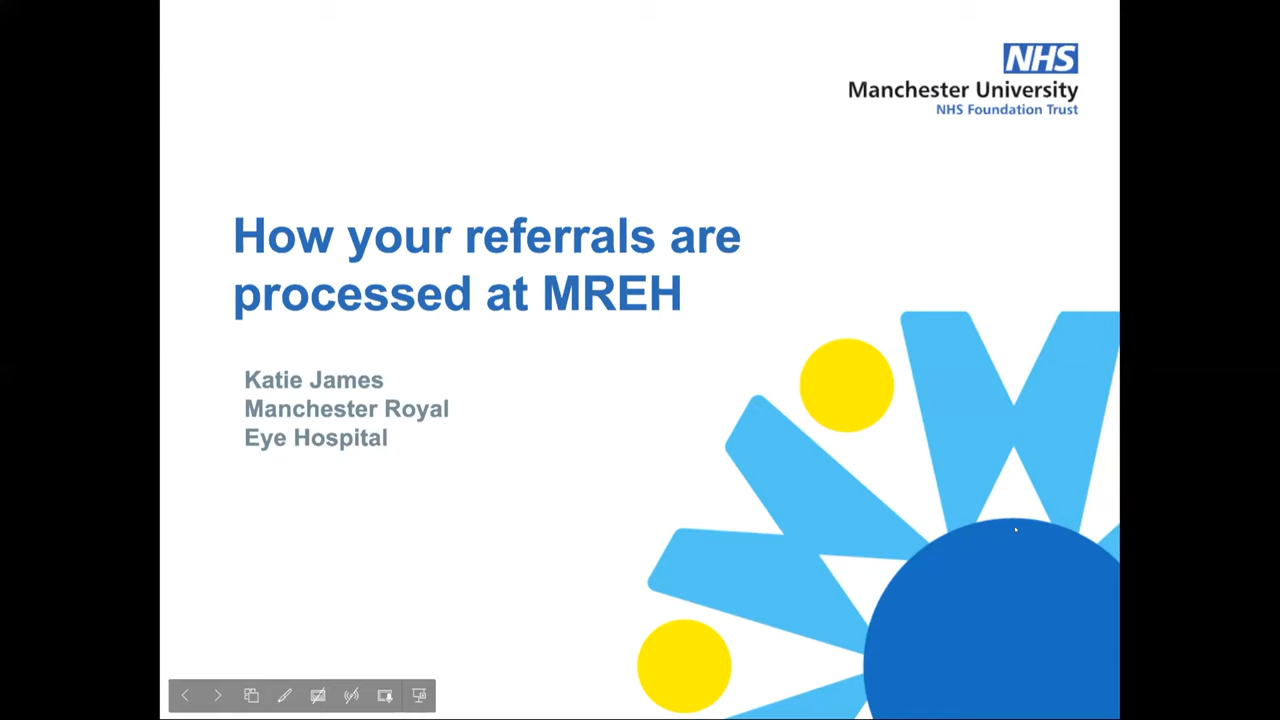 NHS
Manchester University
NHS Foundation Trust
How your referrals are
processed at MREH
Katie James
Manchester Royal
Eye Hospital